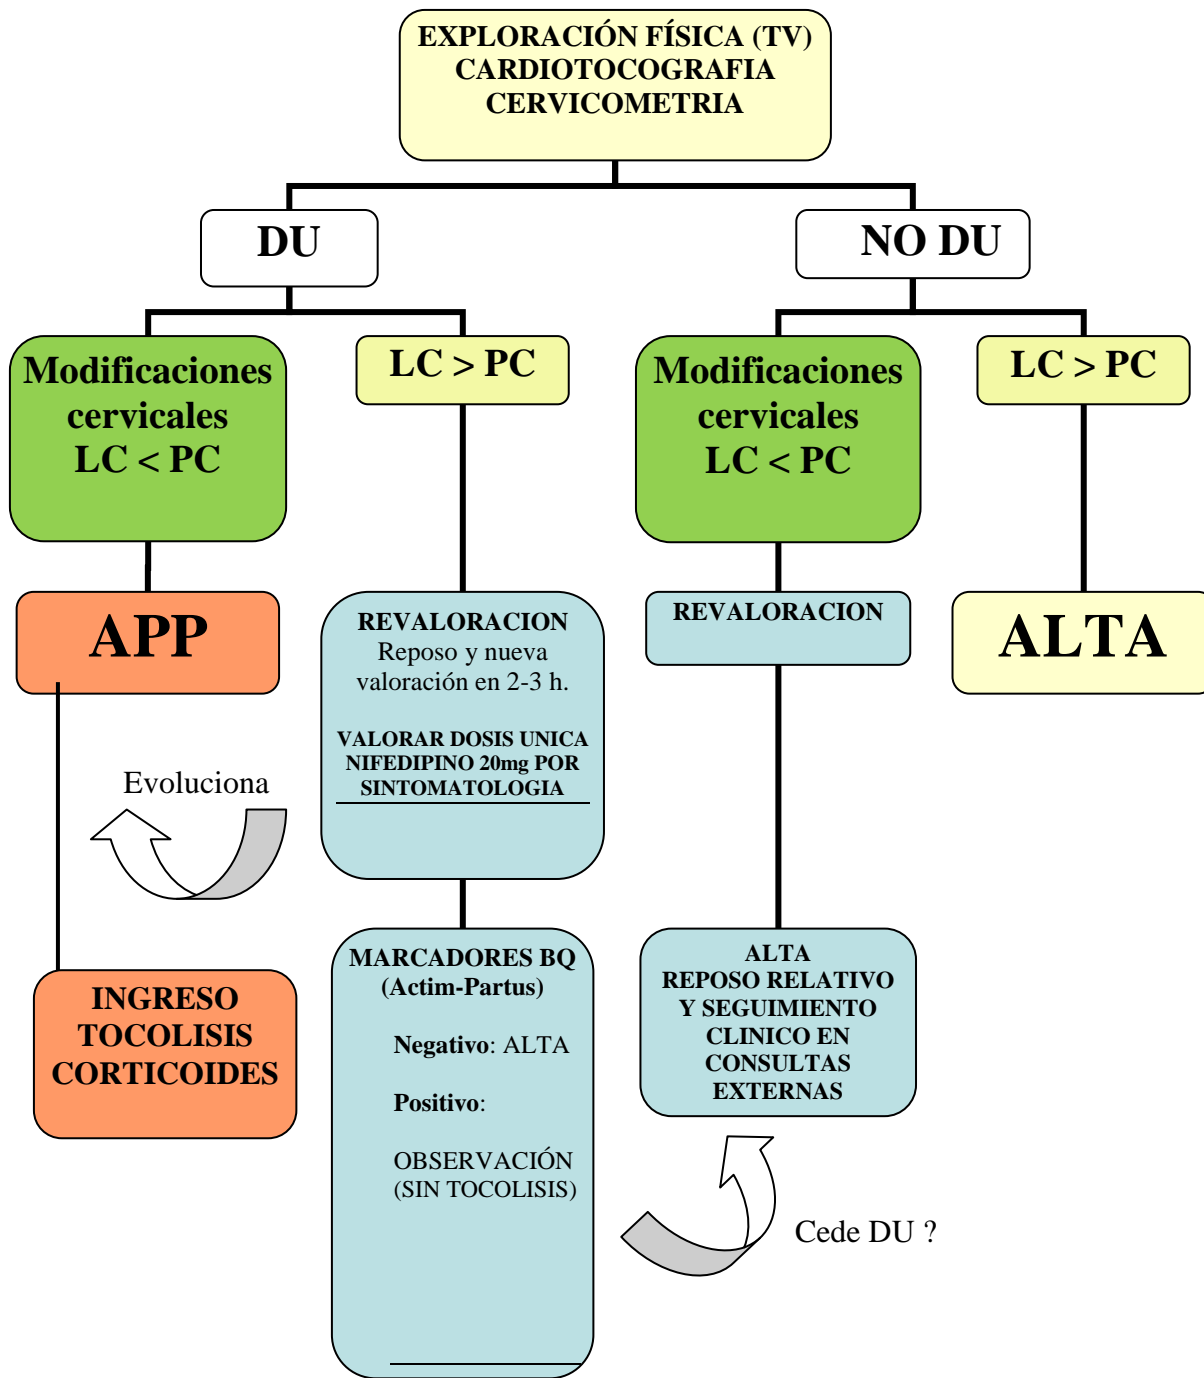 EXPLORACIÓN FÍSICA (TV)
CARDIOTOCOGRAFIA
CERVICOMETRIA
DU
NO DU
Modificaciones
cervicales
LC < PC
LC > PC
Modificaciones
cervicales
LC < PC
LC > PC
APP
REVALORACION
Reposo y nueva
valoración en 2-3 h.
VALORAR DOSIS UNICA
NIFEDIPINO 20mg POR
SINTOMATOLOGIA
REVALORACION
ALTA
Evoluciona
INGRESO
TOCOLISIS
CORTICOIDES
MARCADORES BQ
(Actim-Partus)
Negativo: ALTA
Positivo:
OBSERVACIÓN
(SIN TOCOLISIS)
ALTA
REPOSO RELATIVO
Y SEGUIMIENTO
CLINICO EN
CONSULTAS
EXTERNAS
Cede DU ?